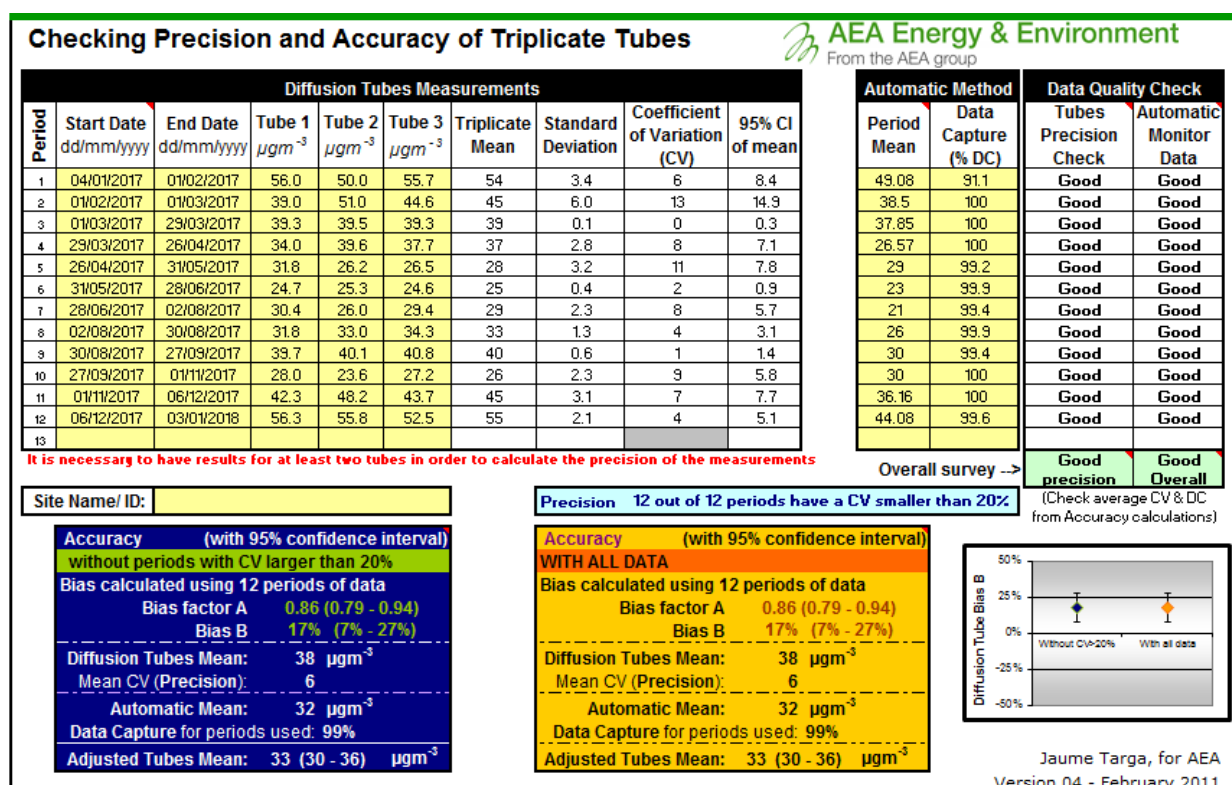 Checking Precision and Accuracy of Triplicate Tubes
AEA Energy & Environment
From the AEA group
Diffusion Tubes Measurements
Automatic Method
Data Quality Check
Period Start Date dd/mm/yyyy End Date dd/mm/yyyy Tube 1 µgm-3 Tube 2 µgm-3 Tube 3 µgm-3 Triplicate Mean Standard Deviation Coefficient of Variation (CV) 95% CI of mean Period Mean Data Capture (% DC) Tubes Precision Check Automatic Monitor Data
1 04/01/2017 01/02/2017 56.0 50.0 55.7 54 3.4 6 8.4 49.08 91.1 Good Good
2 01/02/2017 01/03/2017 39.0 51.0 44.6 45 6.0 13 14.9 38.5 100 Good Good
3 01/03/2017 29/03/2017 39.3 39.5 39.3 39 0.1 0 0.3 37.85 100 Good Good
4 29/03/2017 26/04/2017 34.0 39.6 37.7 37 2.8 8 7.1 26.57 100 Good Good
5 26/04/2017 31/05/2017 31.8 26.2 26.5 28 3.2 11 7.8 29 99.2 Good Good
6 31/05/2017 28/06/2017 24.7 25.3 24.6 25 0.4 2 0.9 23 99.9 Good Good
7 28/06/2017 02/08/2017 30.4 26.0 29.4 29 2.3 8 5.7 21 99.4 Good Good
8 02/08/2017 30/08/2017 31.8 33.0 34.3 33 1.3 4 3.1 26 99.9 Good Good
9 30/08/2017 27/09/2017 39.7 40.1 40.8 40 0.6 1 1.4 30 99.4 Good Good
10 27/09/2017 01/11/2017 28.0 23.6 27.2 26 2.3 9 5.8 30 100 Good Good
11 01/11/2017 06/12/2017 42.3 48.2 43.7 45 3.1 7 7.7 36.16 100 Good Good
12 06/12/2017 03/01/2018 56.3 55.8 52.5 55 2.1 4 5.1 44.08 99.6 Good Good
13
It is necessary to have results for at least two tubes in order to calculate the precision of the measurements
Overall survey --> Good precision Good Overall
(Check average CV & DC
from Accuracy calculations)
Site Name/ ID:
Precision 12 out of 12 periods have a CV smaller than 20%
Accuracy (with 95% confidence interval)
without periods with CV larger than 20%
Bias calculated using 12 periods of data
Bias factor A 0.86 (0.79 - 0.94)
Bias B 17% (7% - 27%)
Diffusion Tubes Mean: 38 µgm-3
Mean CV (Precision): 6
Automatic Mean: 32 µgm-3
Data Capture for periods used: 99%
Adjusted Tubes Mean: 33 (30 - 36) µgm-3
Accuracy (with 95% confidence interval)
WITH ALL DATA
Bias calculated using 12 periods of data
Bias factor A 0.86 (0.79 - 0.94)
Bias B 17% (7% - 27%)
Diffusion Tubes Mean: 38 µgm-3
Mean CV (Precision): 6
Automatic Mean: 32 µgm-3
Data Capture for periods used: 99%
Adjusted Tubes Mean: 33 (30 - 36) µgm-3
Diffusion Tube Bias B
50%
25%
0%
-25%
-50%
Without CV>20% With all data
Jaume Targa, for AEA
Version 04 - February 2011